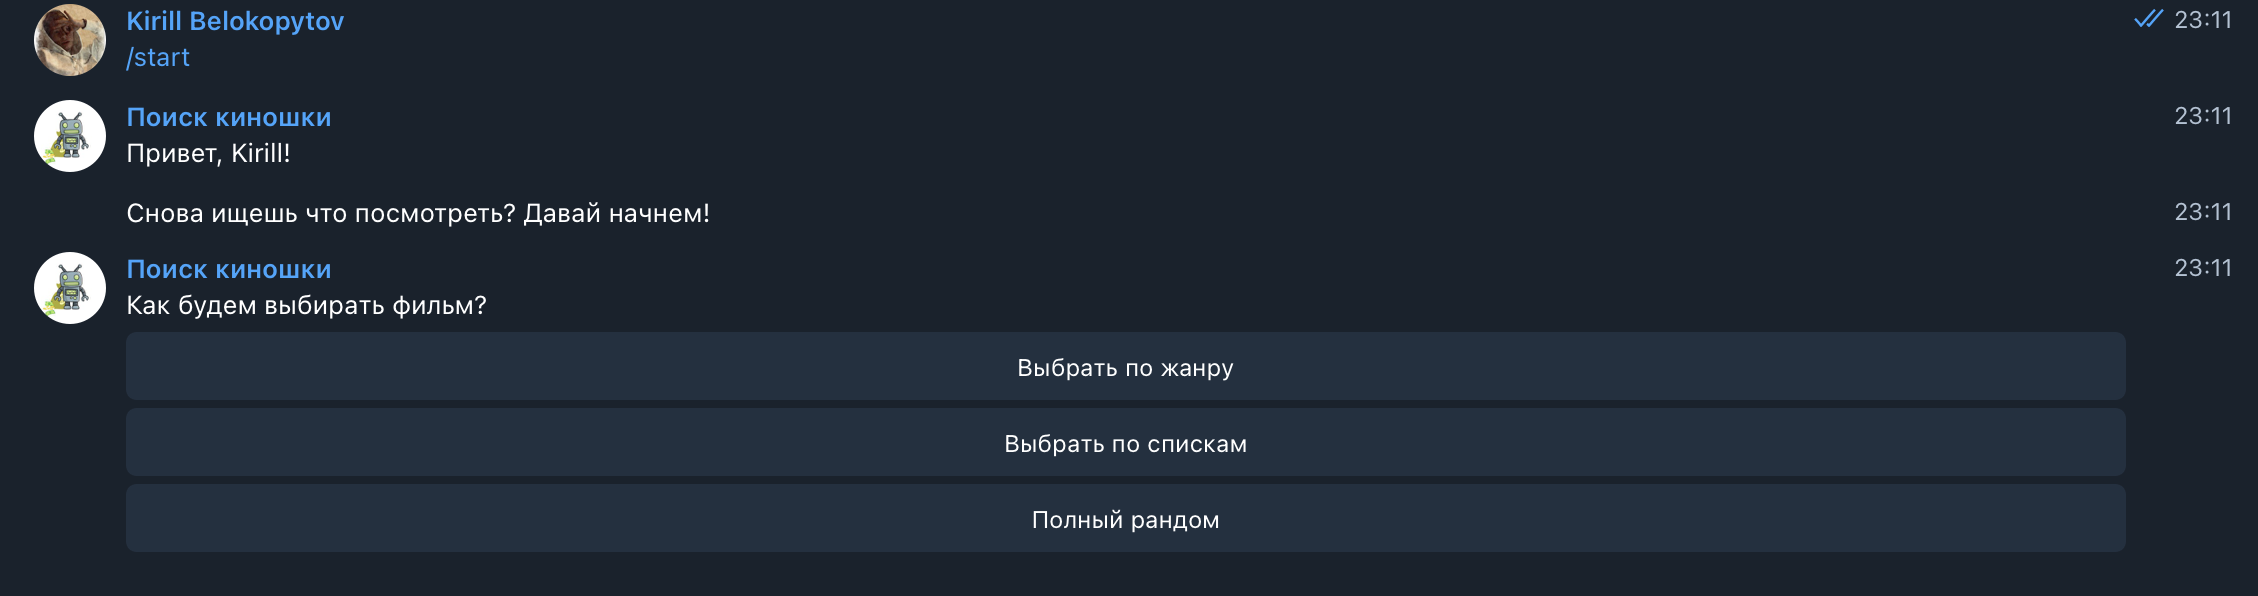 Kirill Belokopytov
23:11
/start
Поиск киношки
23:11
Привет, Kirill!
Снова ищешь что посмотреть? Давай начнем!
23:11
Поиск киношки
23:11
Как будем выбирать фильм?
Выбрать по жанру
Выбрать по спискам
Полный рандом